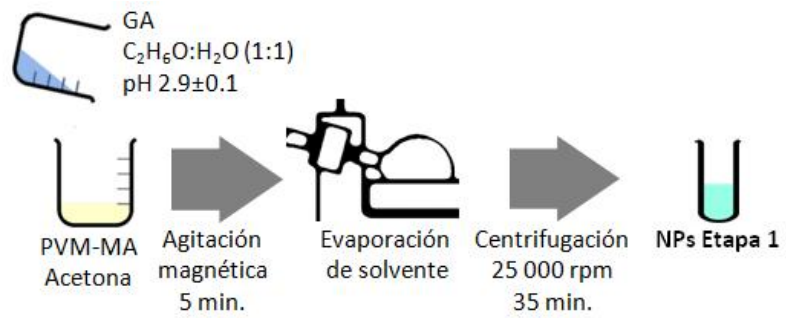 GA
C₂H₆O:H₂O (1:1)
pH 2.9±0.1
PVM-MA
Acetona
Agitación
magnética
5 min.
Evaporación
de solvente
Centrifugación
25 000 rpm
35 min.
NPs Etapa 1